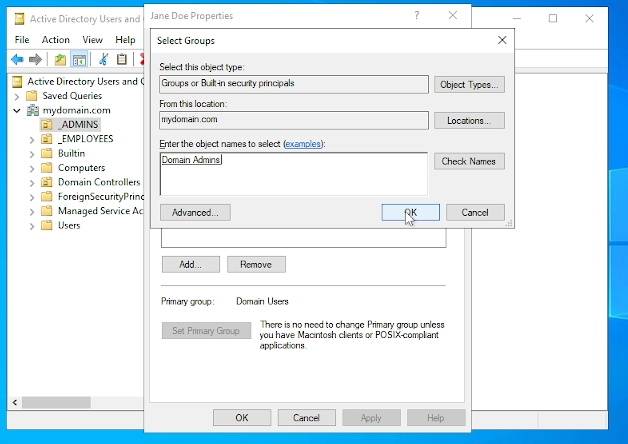 Active Directory Users and C
Jane Doe Properties
?
File Action View Help
Select Groups
Select this object type:
Groups or Built-in security principals
Object Types...
From this location:
mydomain.com
Locations...
Enter the object names to select (examples):
Domain Admins
Check Names
Advanced...
OK
Cancel
Active Directory Users and C
Saved Queries
mydomain.com
_ADMINS
_EMPLOYEES
Builtin
Computers
Domain Controllers
ForeignSecurityPrinc
Managed Service Ac
Users
Add...
Remove
Primary group: Domain Users
Set Primary Group
There is no need to change Primary group unless
you have Macintosh clients or POSIX-compliant
applications.
OK
Cancel
Apply
Help